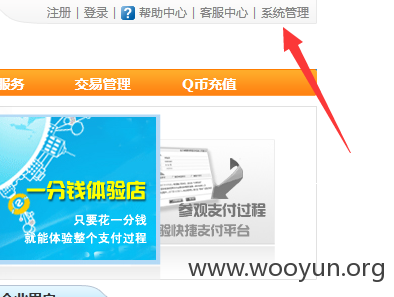 注册 | 登录 | ? 帮助中心 | 客服中心 | 系统管理
服务 交易管理 Q币充值
一分钱体验店
只要花一分钱
就能体验整个支付过程
参观支付过程
验快捷支付平台
www.wooyun.org